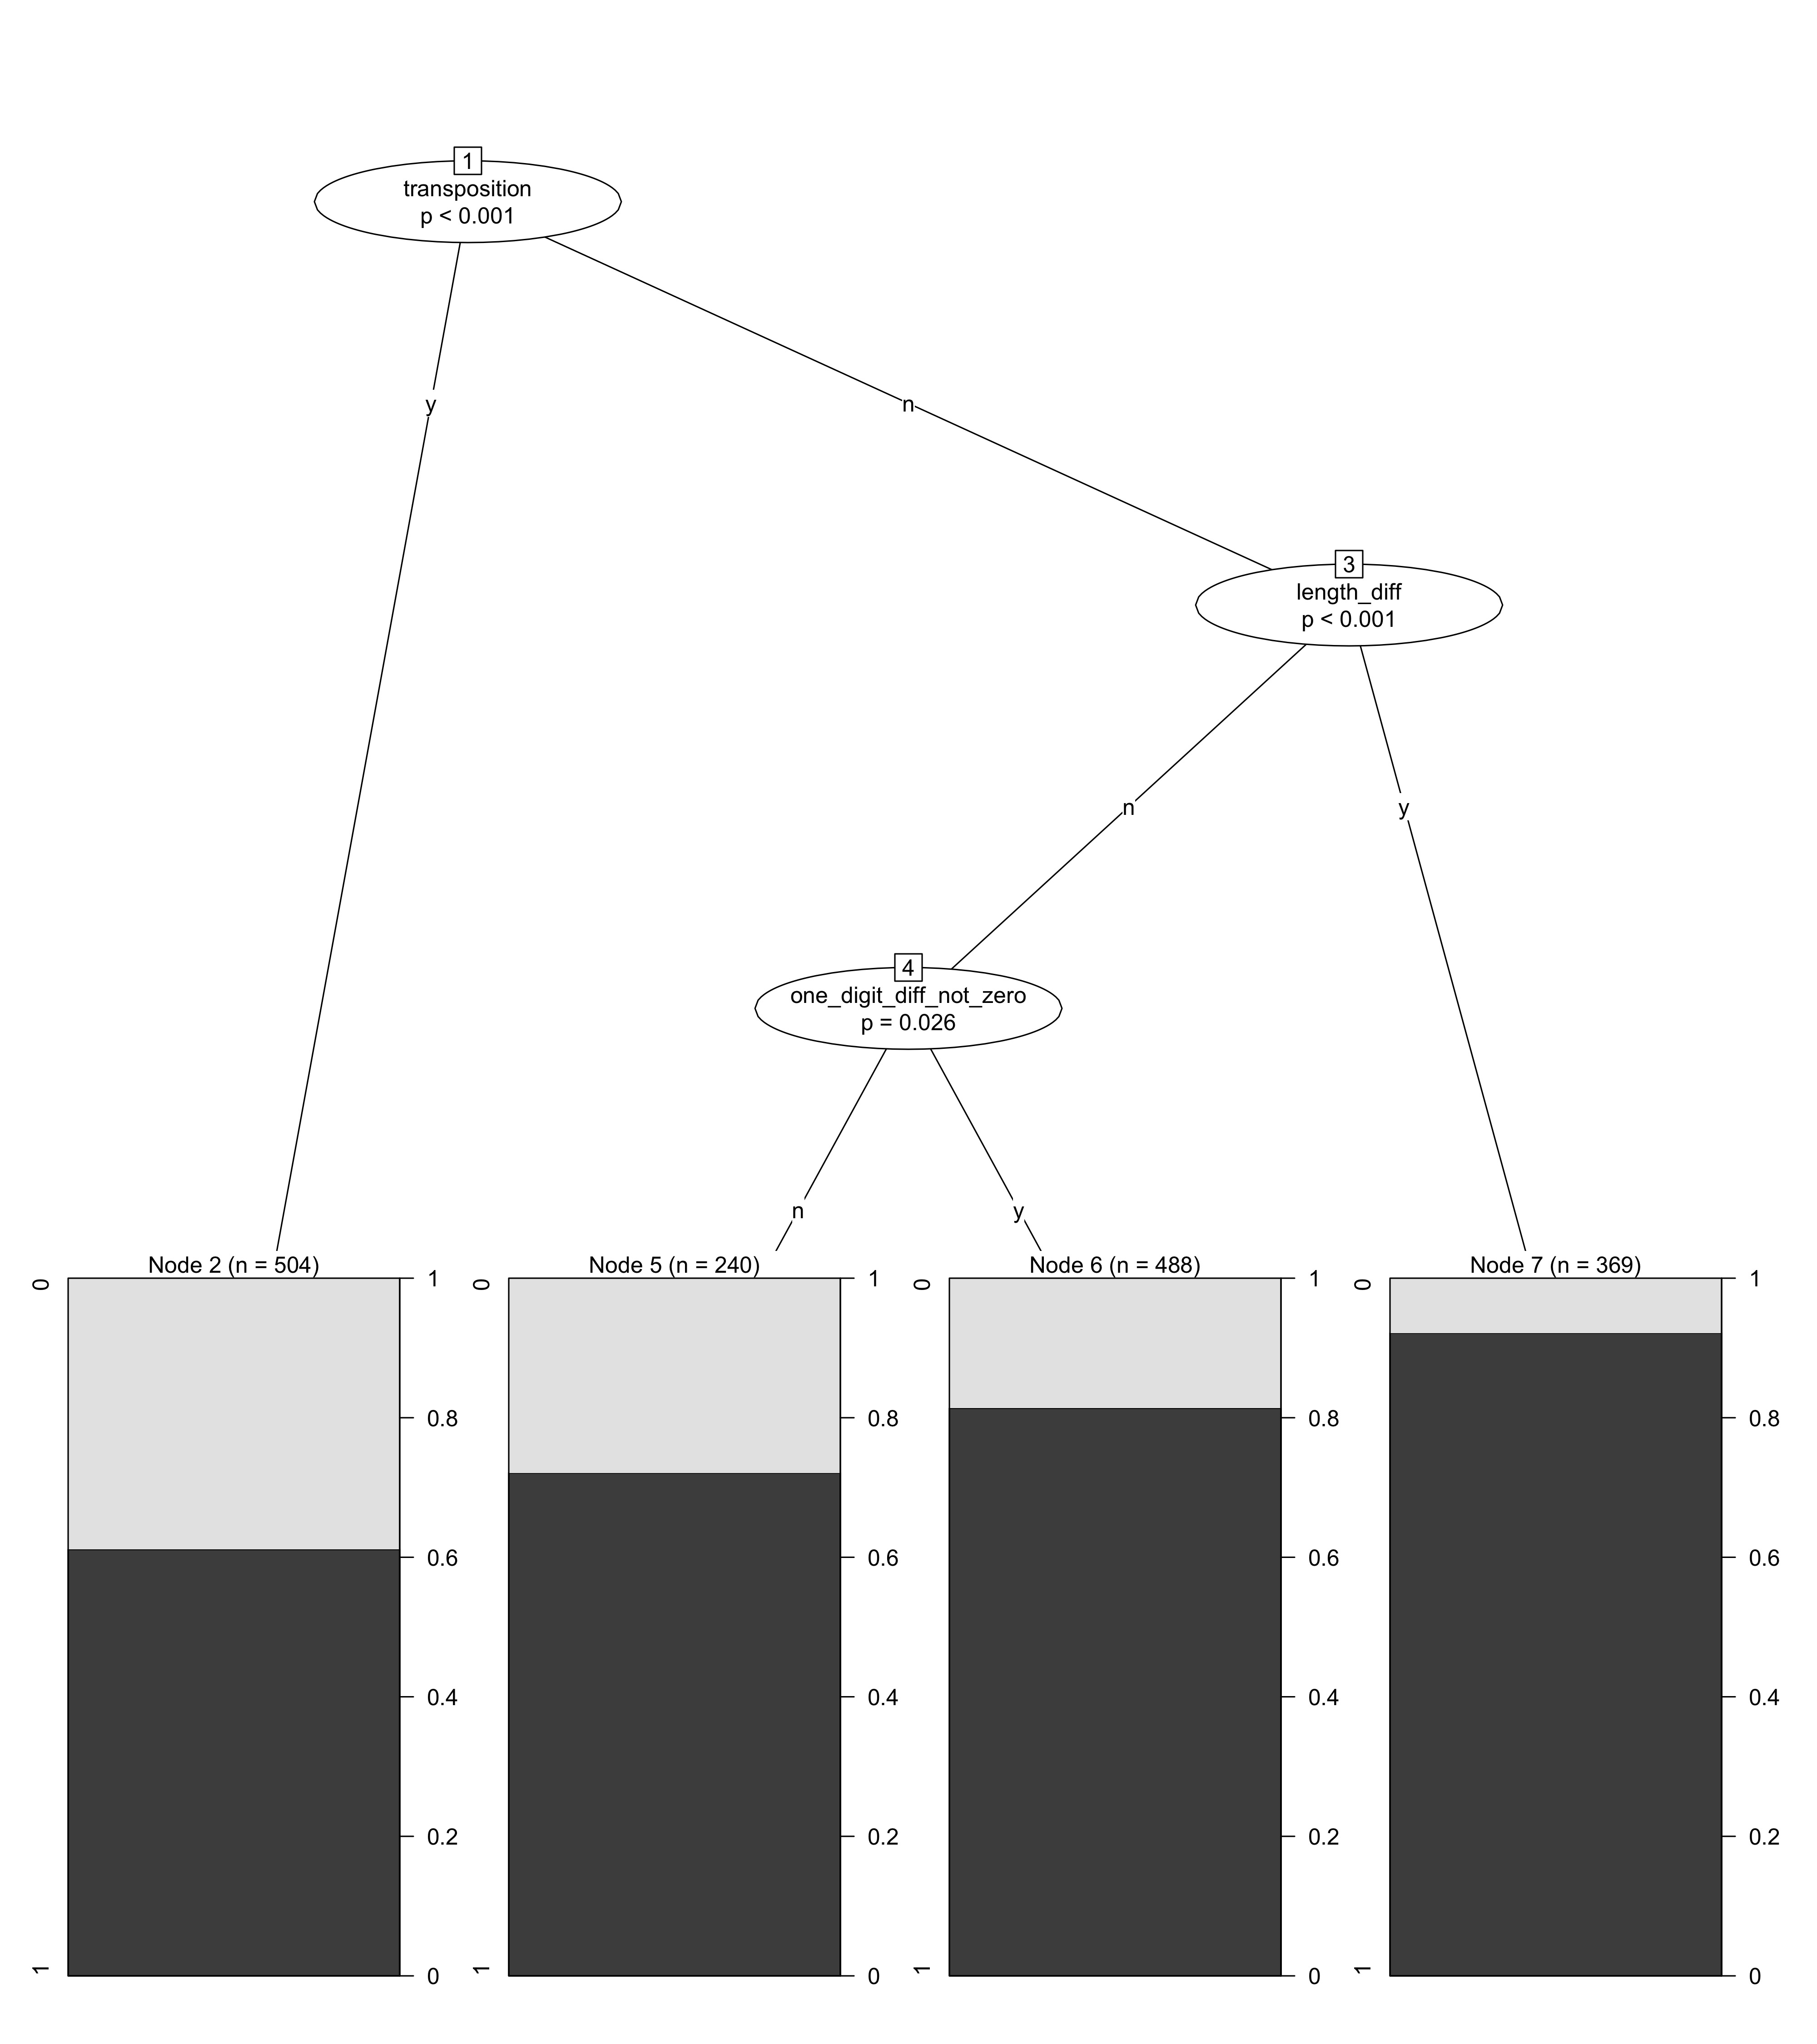 1
transposition
p < 0.001
y
n
3
length_diff
p < 0.001
n
y
4
one_digit_diff_not_zero
p = 0.026
n
y
Node 2 (n = 504)
0
1
1
0.8
0.6
0.4
0.2
0
Node 5 (n = 240)
0
1
1
0.8
0.6
0.4
0.2
0
Node 6 (n = 488)
0
1
1
0.8
0.6
0.4
0.2
0
Node 7 (n = 369)
0
1
1
0.8
0.6
0.4
0.2
0